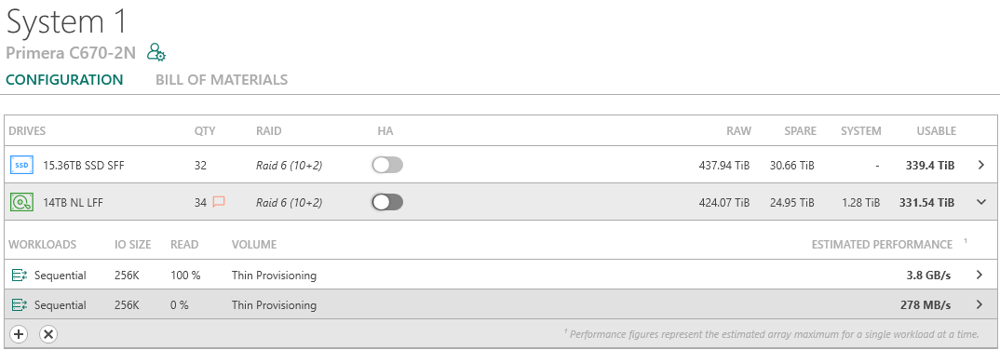 System 1
Primera C670-2N
CONFIGURATION BILL OF MATERIALS
DRIVES QTY RAID HA RAW SPARE SYSTEM USABLE
SSD 15.36TB SSD SFF 32 Raid 6 (10+2) 437.94 TiB 30.66 TiB - 339.4 TiB
14TB NL LFF 34 Raid 6 (10+2) 424.07 TiB 24.95 TiB 1.28 TiB 331.54 TiB
WORKLOADS IO SIZE READ VOLUME ESTIMATED PERFORMANCE 1
Sequential 256K 100 % Thin Provisioning 3.8 GB/s
Sequential 256K 0 % Thin Provisioning 278 MB/s
1 Performance figures represent the estimated array maximum for a single workload at a time.